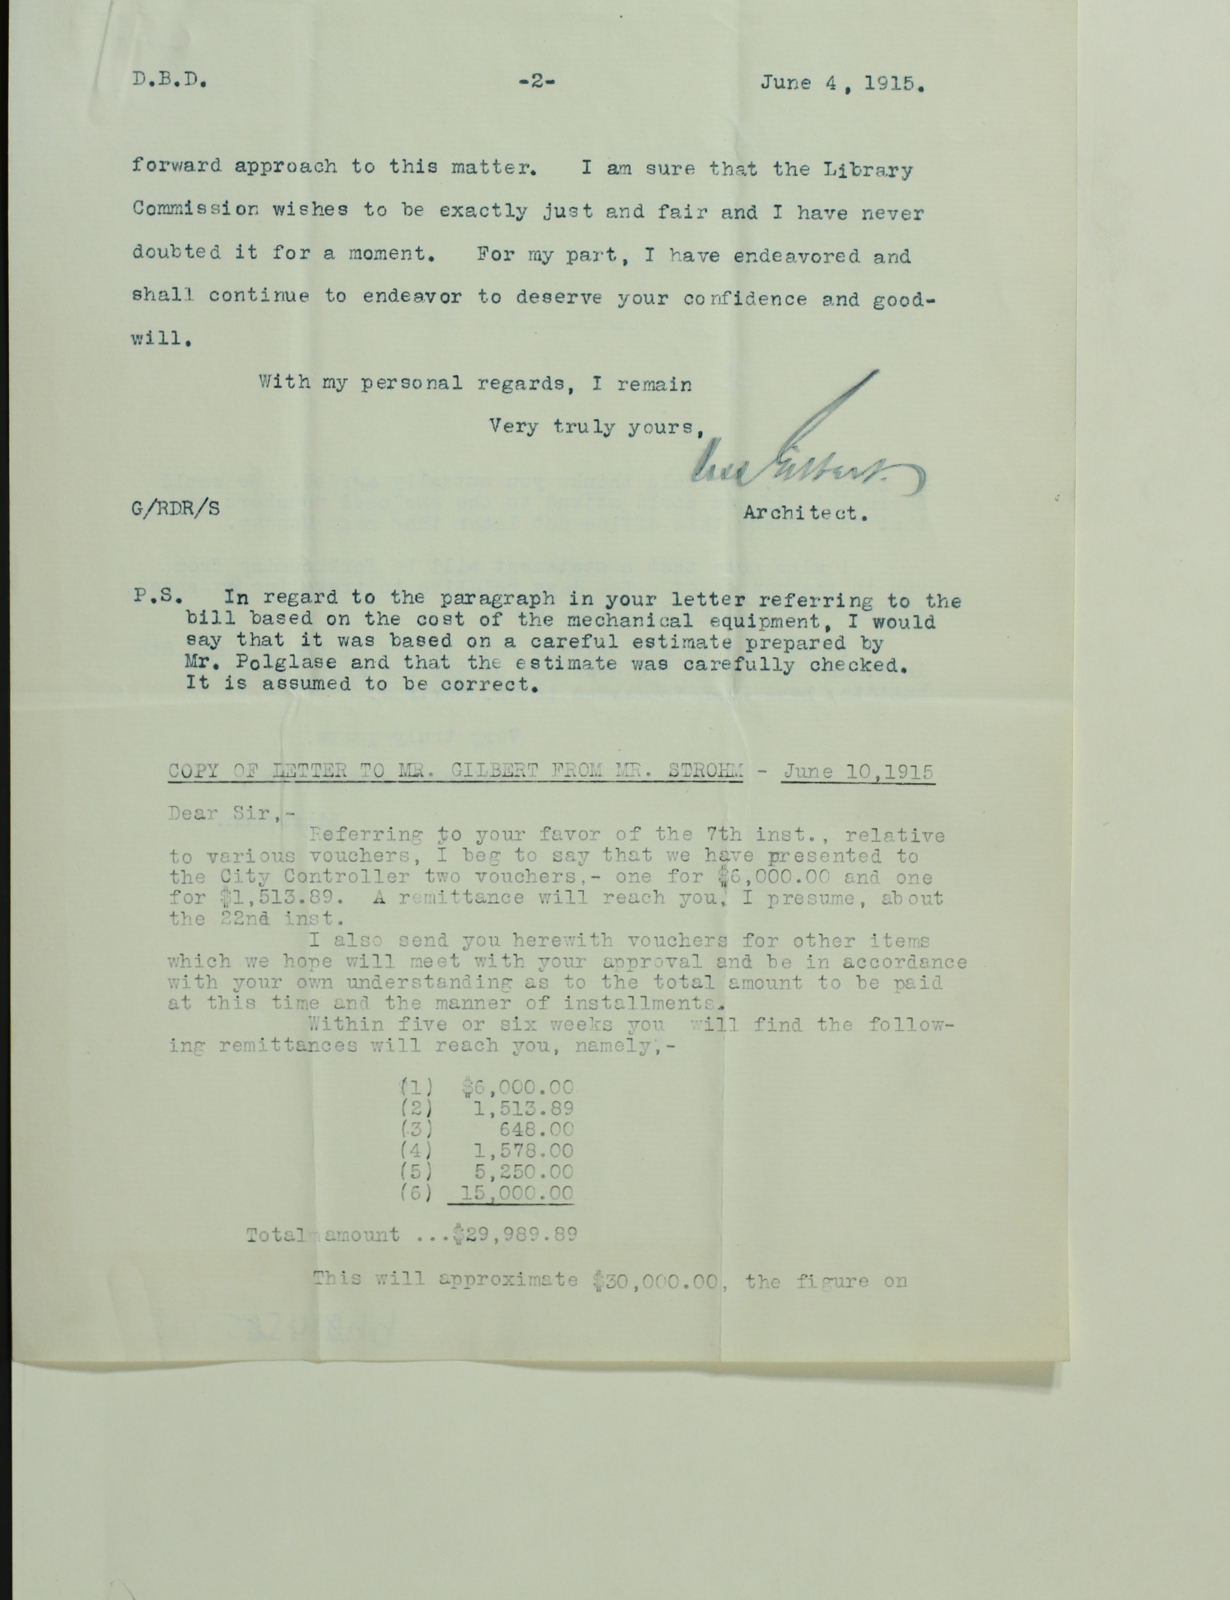 D.B.D. -2- June 4, 1915.
forward approach to this matter. I am sure that the Library
Commission wishes to be exactly just and fair and I have never
doubted it for a moment. For my part, I have endeavored and
shall continue to endeavor to deserve your confidence and good-
will.
With my personal regards, I remain
Very truly yours,
Cass Gilbert.
G/RDR/S Architect.
P.S. In regard to the paragraph in your letter referring to the
bill based on the cost of the mechanical equipment, I would
say that it was based on a careful estimate prepared by
Mr. Polglase and that the estimate was carefully checked.
It is assumed to be correct.
COPY OF LETTER TO MR. GILBERT FROM MR. STROHM - June 10,1915
Dear Sir,-
Referring to your favor of the 7th inst., relative
to various vouchers, I beg to say that we have presented to
the City Controller two vouchers,- one for $6,000.00 and one
for $1,513.89. A remittance will reach you, I presume, about
the 22nd inst.
I also send you herewith vouchers for other items
which we hope will meet with your approval and be in accordance
with your own understanding as to the total amount to be paid
at this time and the manner of installments.
Within five or six weeks you will find the follow-
ing remittances will reach you, namely,-
(1) $6,000.00
(2) 1,513.89
(3) 648.00
(4) 1,578.00
(5) 5,250.00
(6) 15,000.00
Total amount ...$29,989.89
This will approximate $30,000.00, the figure on